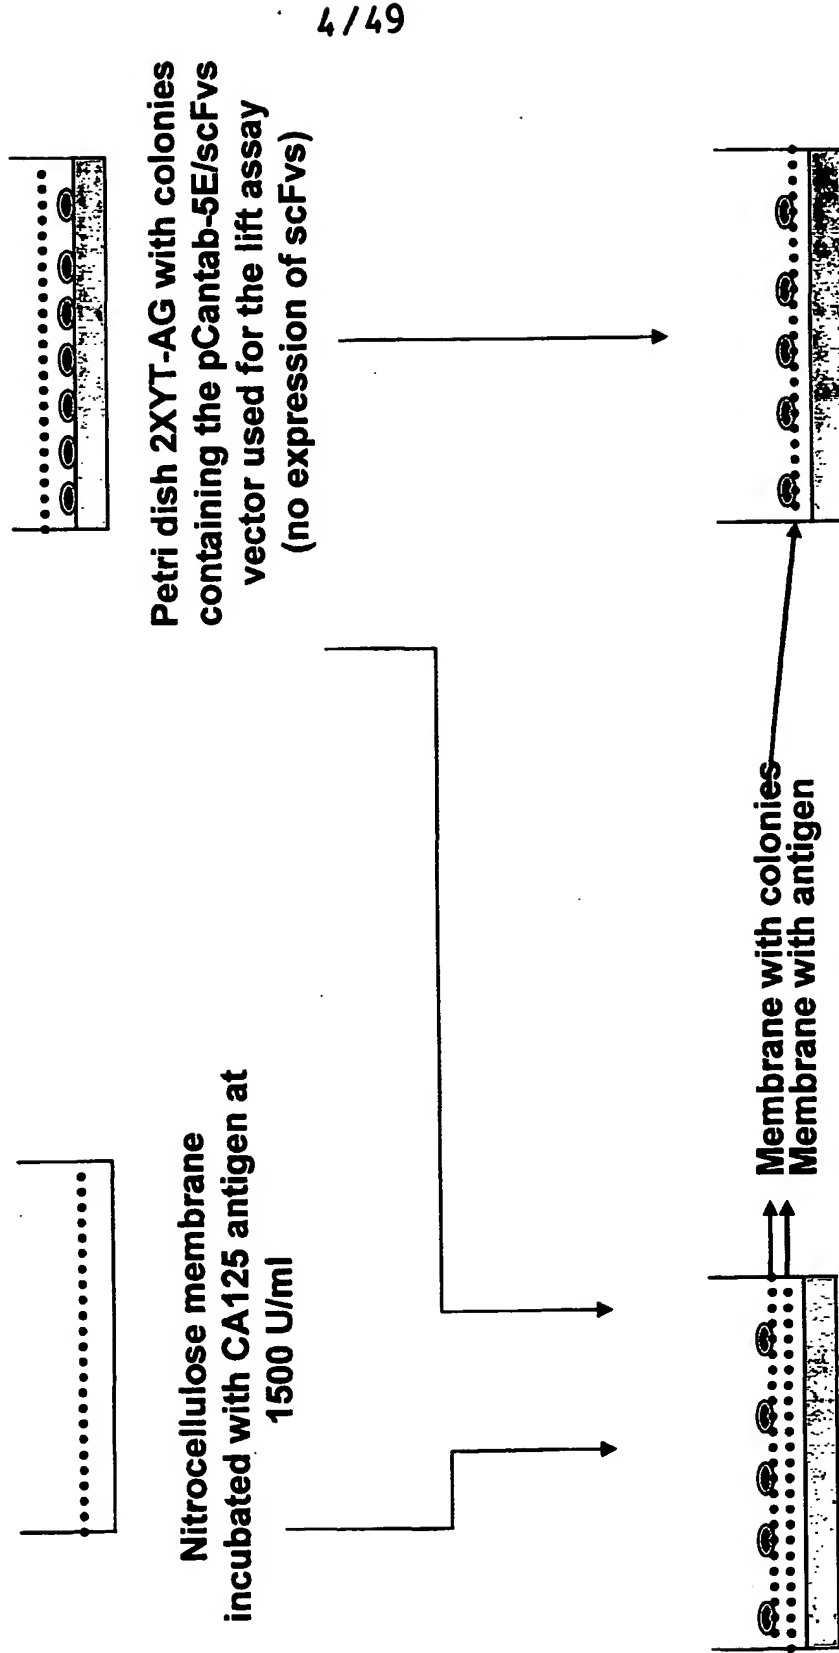 4/49
Nitrocellulose membrane
incubated with CA125 antigen at
1500 U/ml
Petri dish 2XYT-AG with colonies
containing the pCantab-5E/scFvs
vector used for the lift assay
(no expression of scFvs)
Membrane with colonies
Membrane with antigen